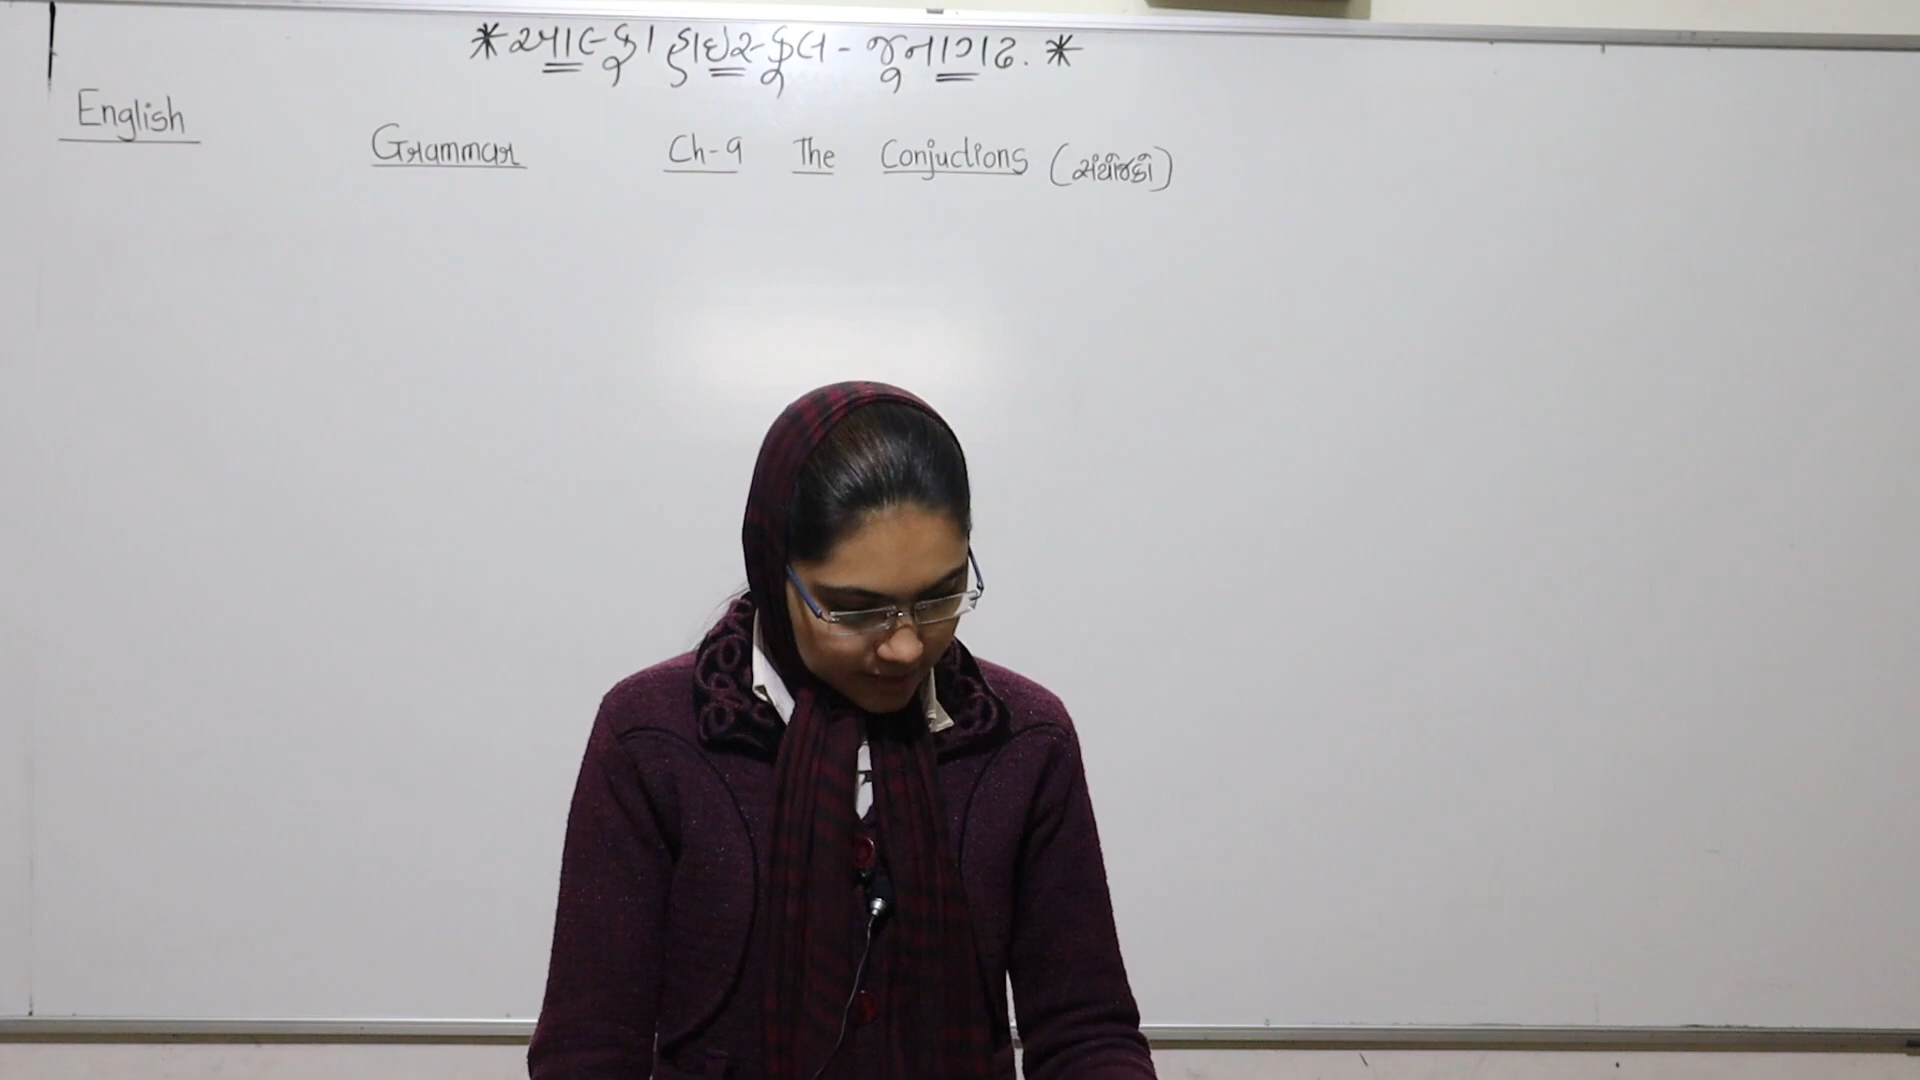 * આલ્ફા હાઇસ્કૂલ - જૂનાગઢ. *
English
Grammar Ch-9 The Conjuctions (સંયોજકો)